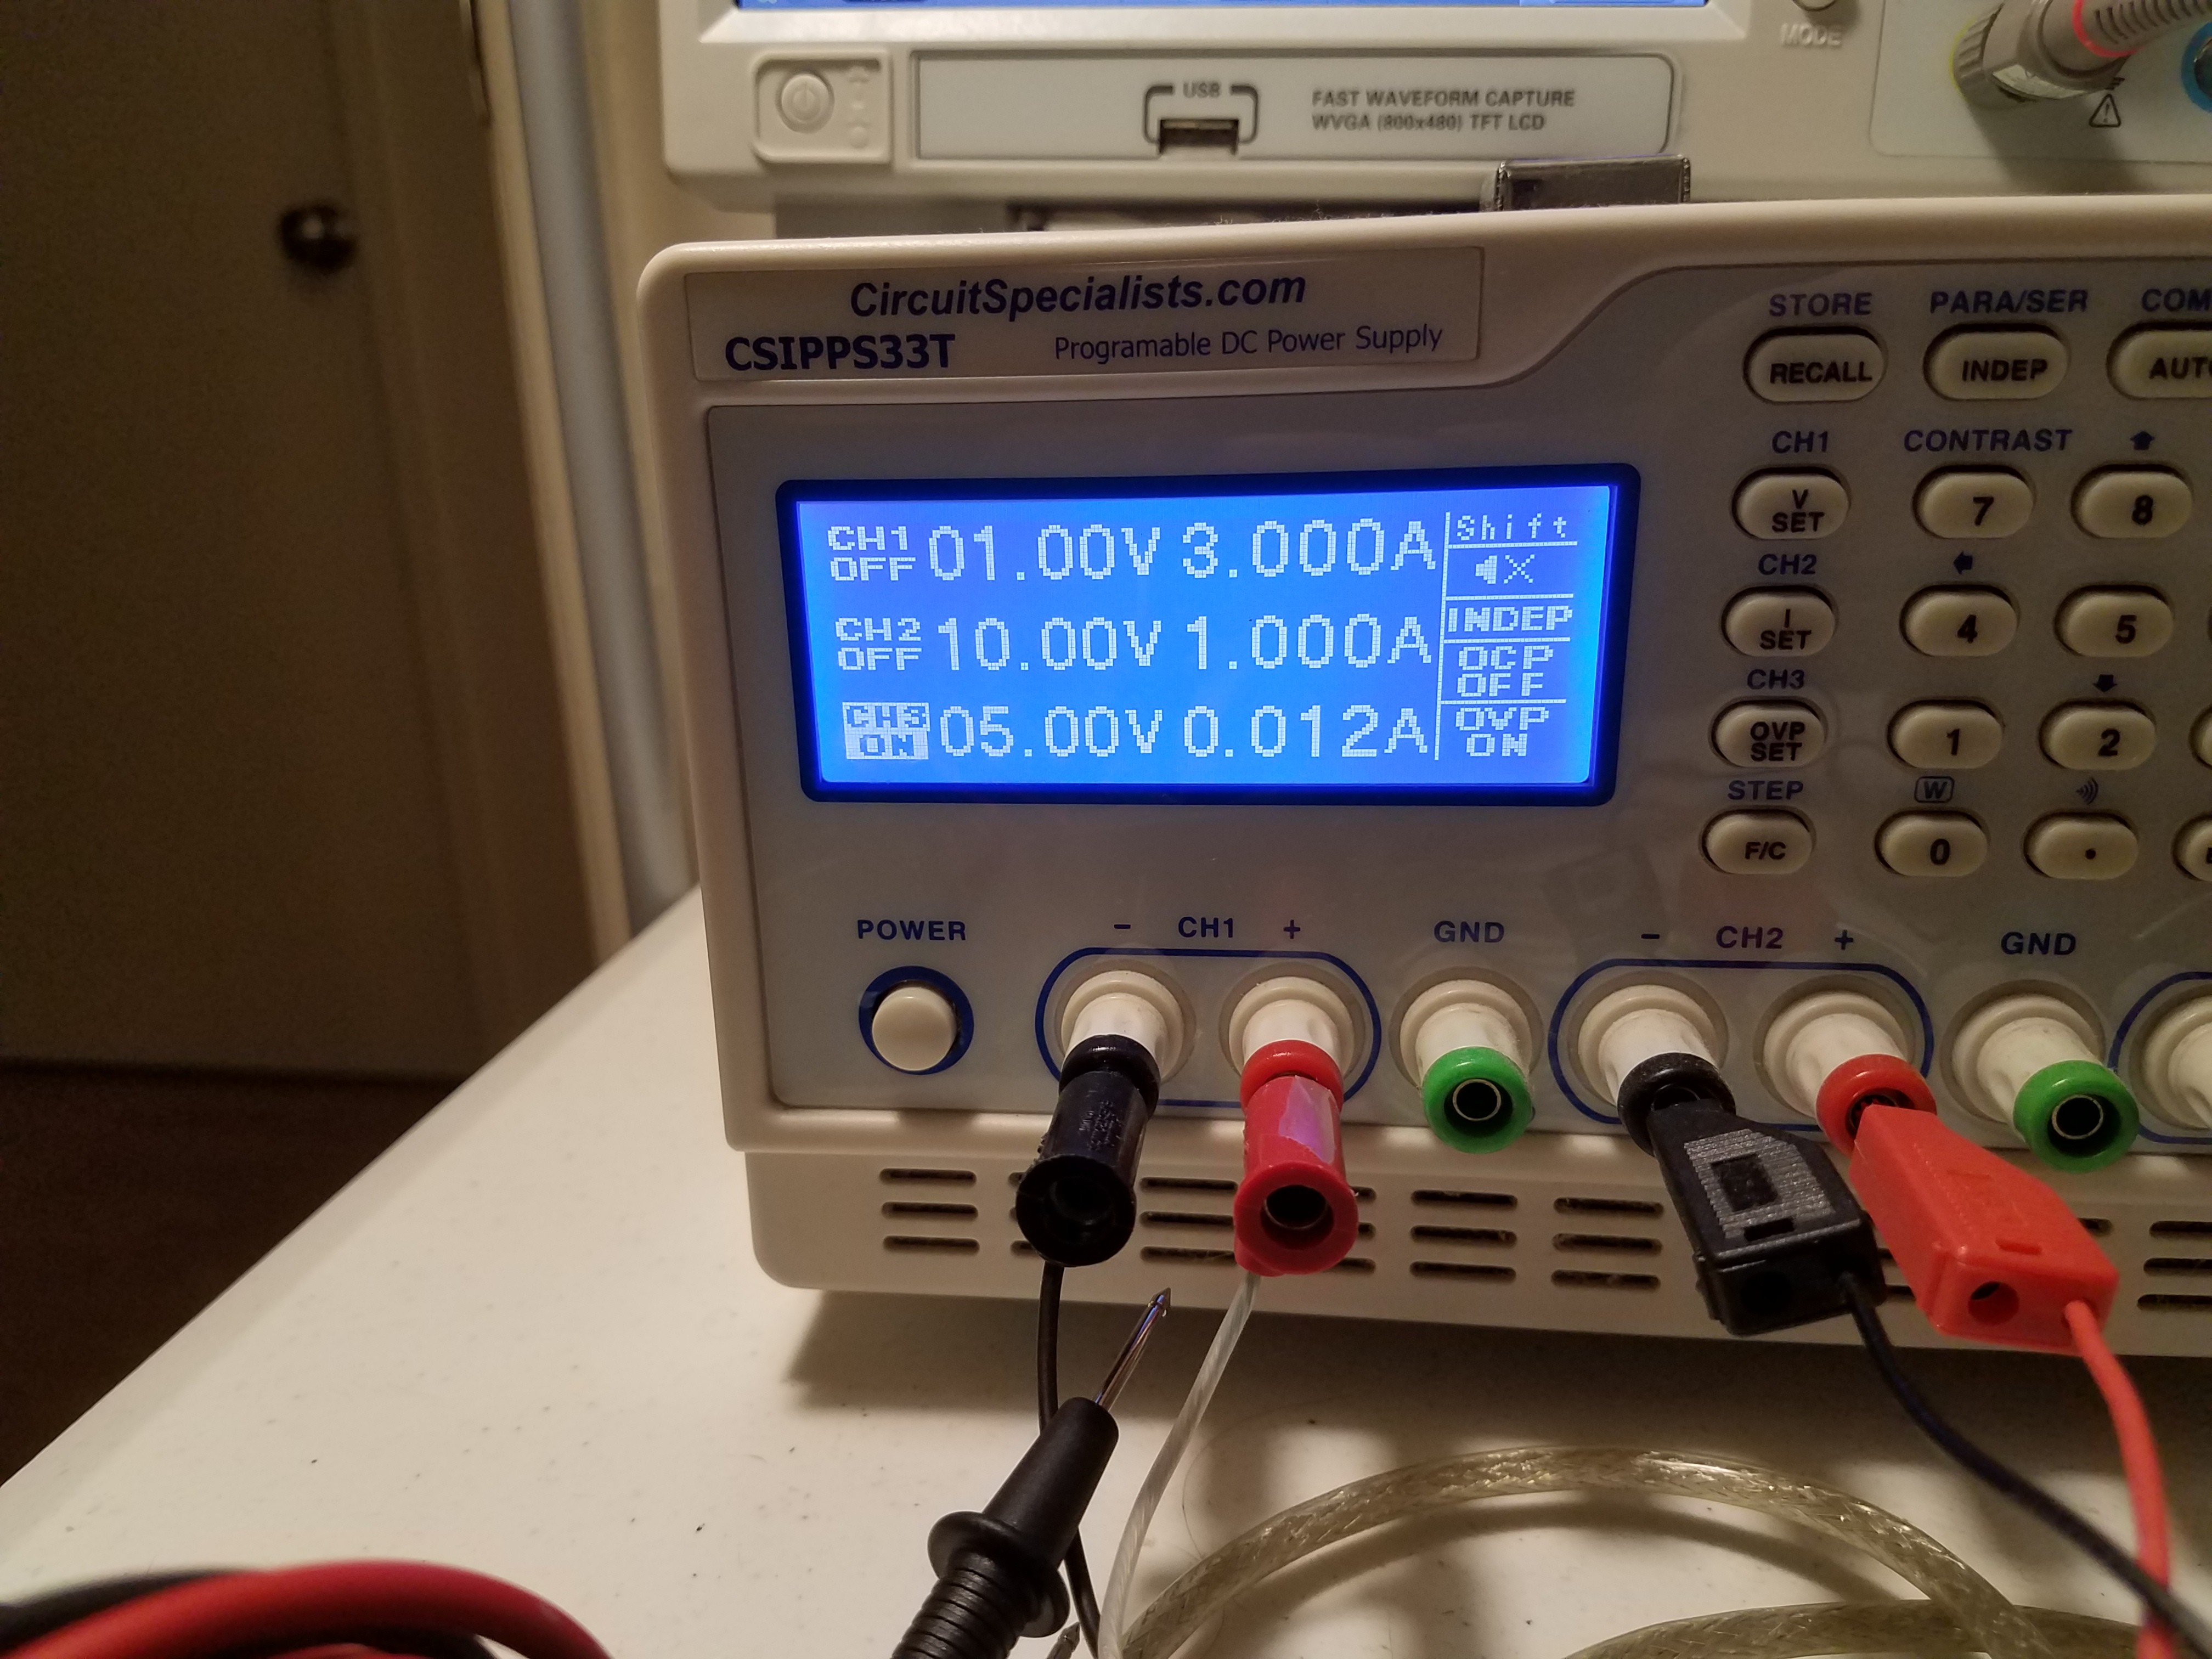 MODE
USB
FAST WAVEFORM CAPTURE
WVGA (800x480) TFT LCD
CircuitSpecialists.com
CSIPPS33T Programable DC Power Supply
STORE PARA/SER
RECALL INDEP
CH1 CONTRAST
V SET 7 8
CH2
I SET 4 5
CH3
OVP SET 1 2
STEP W
F/C 0 .
CH1 OFF 01.00V 3.000A
CH2 OFF 10.00V 1.000A
CH3 ON 05.00V 0.012A
Shift
INDEP
OCP
OFF
OVP
ON
POWER - CH1 + GND - CH2 + GND